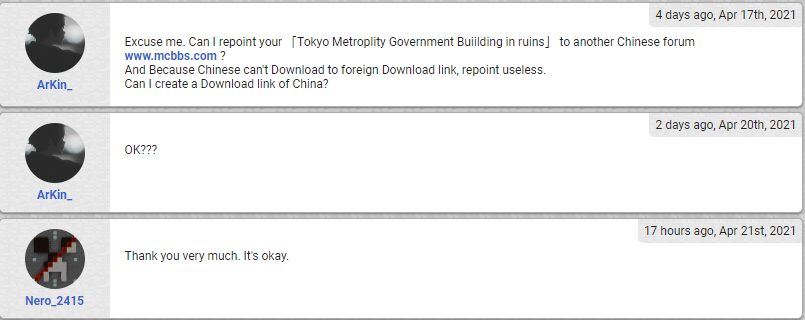 4 days ago, Apr 17th, 2021
Excuse me. Can I repoint your 「Tokyo Metroplity Government Buiilding in ruins」 to another Chinese forum
www.mcbbs.com ?
And Because Chinese can't Download to foreign Download link, repoint useless.
Can I create a Download link of China?
ArKin_
2 days ago, Apr 20th, 2021
OK???
ArKin_
17 hours ago, Apr 21st, 2021
Thank you very much. It's okay.
Nero_2415